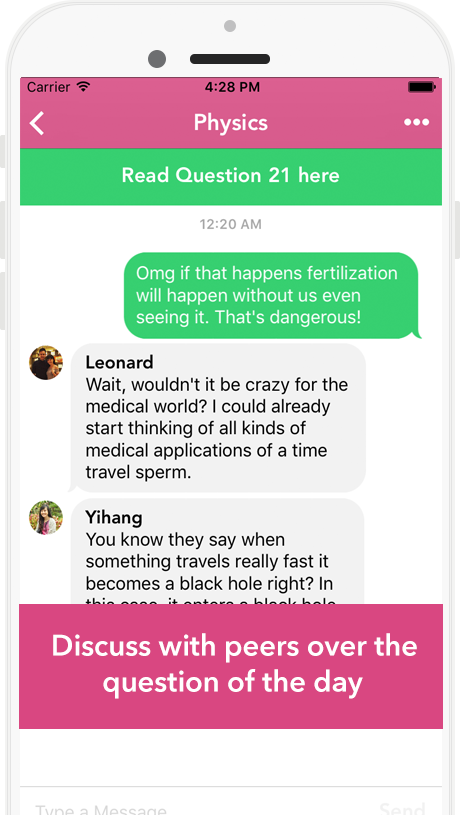 Carrier 4:28 PM
Physics
Read Question 21 here
12:20 AM
Omg if that happens fertilization
will happen without us even
seeing it. That's dangerous!
Leonard
Wait, wouldn't it be crazy for the
medical world? I could already
start thinking of all kinds of
medical applications of a time
travel sperm.
Yihang
You know they say when
something travels really fast it
becomes a black hole right? In
this case, it enters a black hole
Discuss with peers over the
question of the day
Type a Message Send